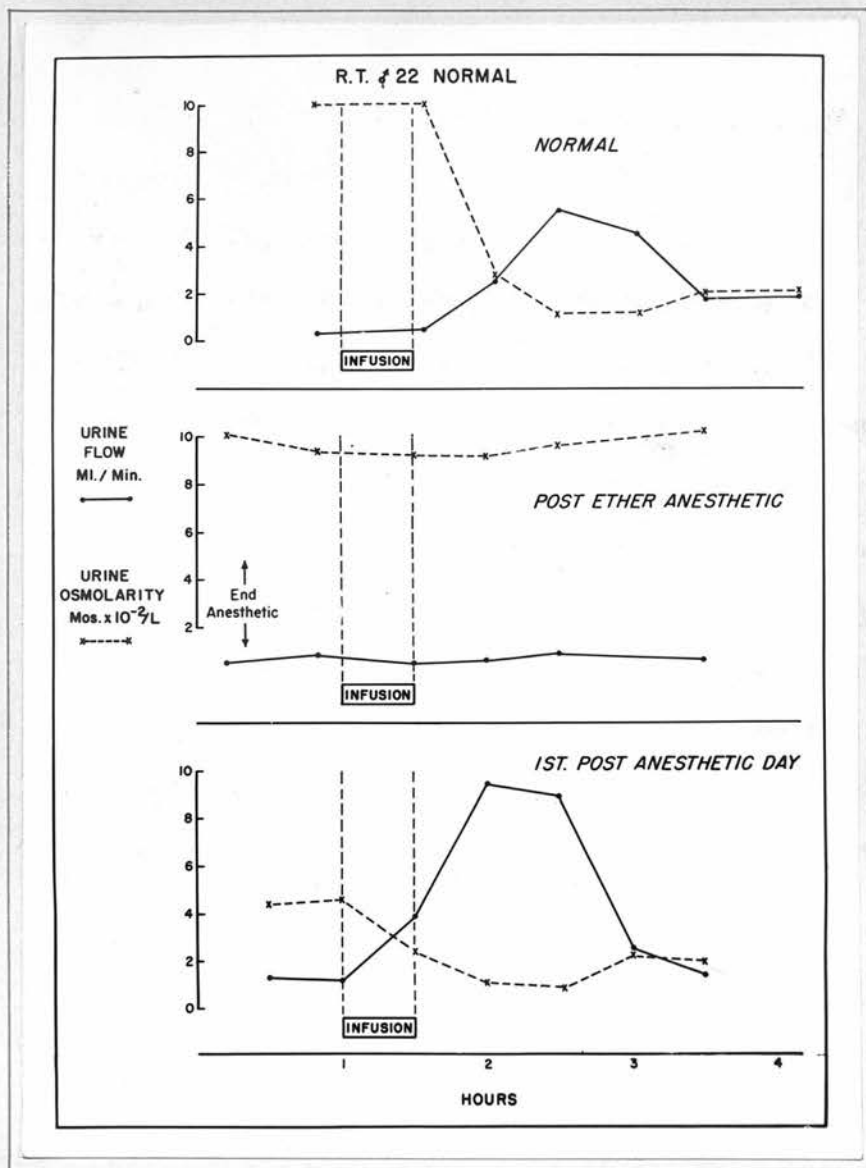 R.T. ♂ 22 NORMAL
10
8
6
4
2
0
NORMAL
INFUSION
URINE
FLOW
Ml./ Min.
URINE
OSMOLARITY
Mos. x 10⁻²/L
10
8
6
4
2
End
Anesthetic
POST ETHER ANESTHETIC
INFUSION
10
8
6
4
2
0
1ST. POST ANESTHETIC DAY
INFUSION
1 2 3 4
HOURS